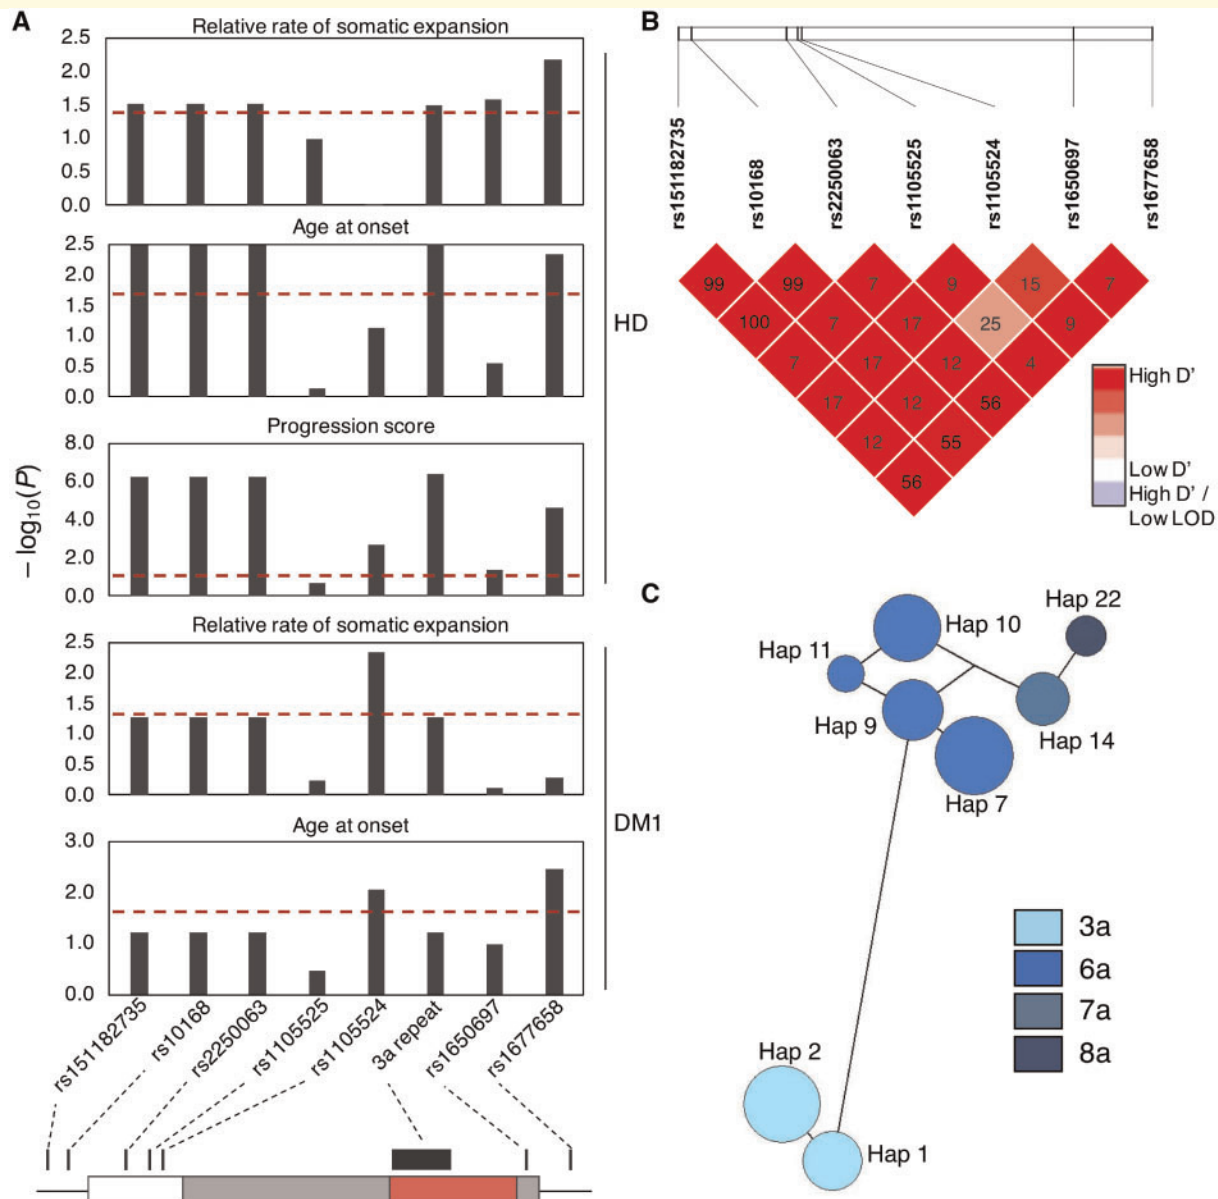 A
Relative rate of somatic expansion
2.5
2.0
1.5
1.0
0.5
0.0
Age at onset
2.5
2.0
1.5
1.0
0.5
0.0
HD
Progression score
8.0
6.0
4.0
2.0
0.0
− log10(P)
Relative rate of somatic expansion
2.5
2.0
1.5
1.0
0.5
0.0
Age at onset
3.0
2.0
1.0
0.0
DM1
rs151182735
rs10168
rs2250063
rs1105525
rs1105524
3a repeat
rs1650697
rs1677658
B
rs151182735
rs10168
rs2250063
rs1105525
rs1105524
rs1650697
rs1677658
99 99 7 9 15 7
100 7 17 25 9
7 17 12 4
17 12 56
12 55
56
High D'
Low D'
High D' /
Low LOD
C
Hap 10
Hap 22
Hap 11
Hap 9
Hap 14
Hap 7
Hap 2
Hap 1
3a
6a
7a
8a